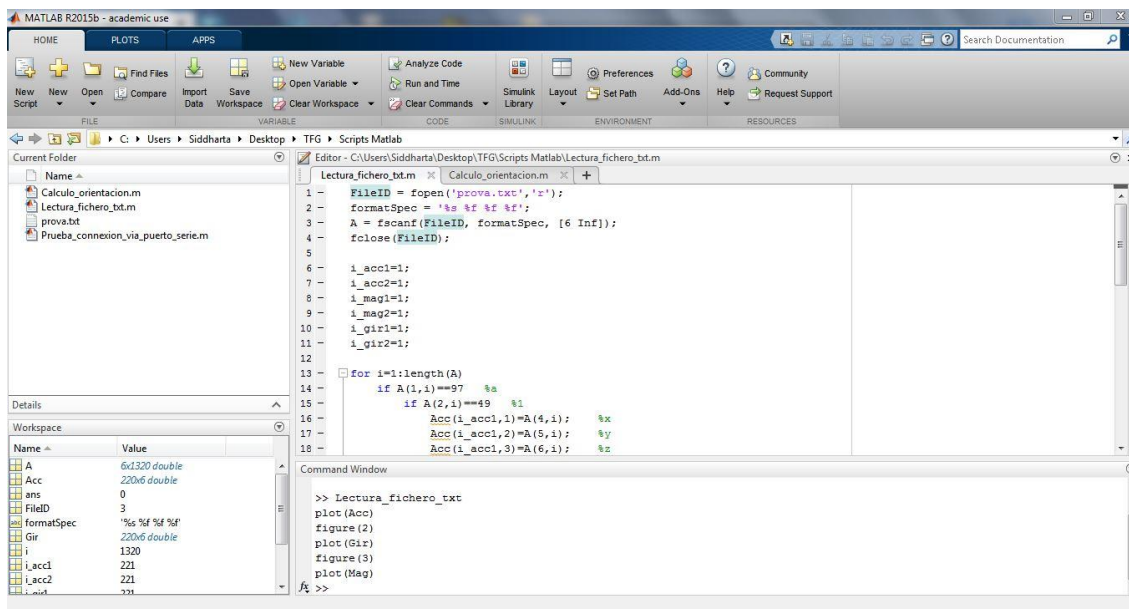 MATLAB R2015b - academic use
HOME PLOTS APPS
Search Documentation
New Script
New
Open
Find Files
Compare
Import Data
Save Workspace
New Variable
Open Variable
Clear Workspace
Analyze Code
Run and Time
Clear Commands
Simulink Library
Layout
Preferences
Set Path
Add-Ons
Help
Community
Request Support
FILE VARIABLE CODE SIMULINK ENVIRONMENT RESOURCES
C: Users Siddharta Desktop TFG Scripts Matlab
Current Folder
Name
Calculo_orientacion.m
Lectura_fichero_txt.m
prova.txt
Prueba_connexion_via_puerto_serie.m
Details
Workspace
Name Value
A 6x1320 double
Acc 220x6 double
ans 0
FileID 3
formatSpec '%s %f %f %f'
Gir 220x6 double
i 1320
i_acc1 221
i_acc2 221
i_gir1 221
Editor - C:\Users\Siddharta\Desktop\TFG\Scripts Matlab\Lectura_fichero_txt.m
Lectura_fichero_txt.m Calculo_orientacion.m
1 - FileID = fopen('prova.txt','r');
2 - formatSpec = '%s %f %f %f';
3 - A = fscanf(FileID, formatSpec, [6 Inf]);
4 - fclose(FileID);
5
6 - i_acc1=1;
7 - i_acc2=1;
8 - i_mag1=1;
9 - i_mag2=1;
10 - i_gir1=1;
11 - i_gir2=1;
12
13 - for i=1:length(A)
14 - if A(1,i)==97 %a
15 - if A(2,i)==49 %1
16 - Acc(i_acc1,1)=A(4,i); %x
17 - Acc(i_acc1,2)=A(5,i); %y
18 - Acc(i_acc1,3)=A(6,i); %z
Command Window
>> Lectura_fichero_txt
plot(Acc)
figure(2)
plot(Gir)
figure(3)
plot(Mag)
fx >>